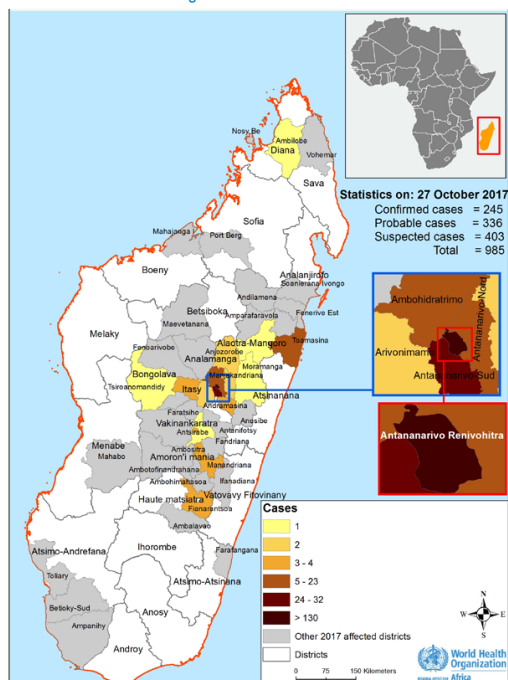 Nosy Be
Ambilobe
Diana
Vohemar
Sava
Statistics on: 27 October 2017
Confirmed cases = 245
Probable cases = 336
Suspected cases = 403
Total = 985
Sofia
Mahajanga I
Port Berg
Boeny
Analanjirofo
Soanierana Ivongo
Andilamena
Fenerive Est
Betsiboka
Amparafaravola
Maevetanana
Melaky
Alaotra-Mangoro
Toamasina
Fenoarivobe
Anjozorobe
Analamanga
Moramanga
Bongolava
Manjakandriana
Itasy
Tsiroanomandidy
Atsinanana
Andramasina
Faratsiho
Vakinankaratra
Anosibe
Antsirabe
Antanifotsy
Fandriana
Menabe
Ambositra
Mahabo
Amoron'i mania
Manandriana
Ambatofinandrahana
Ifanadiana
Ambohimahasoa
Haute matsiatra
Vatovavy Fitovinany
Fianarantsoa
Ambalavao
Atsimo-Andrefana
Ihorombe
Farafangana
Toliary
Atsimo-Atsinana
Betioky-Sud
Anosy
Ampanihy
Androy
Ambohidratrimo
Antananarivo-Nord
Arivonimamo
Antananarivo-Sud
Antananarivo Renivohitra
Cases
1
2
3 - 4
5 - 23
24 - 32
> 130
Other 2017 affected districts
Districts
0 75 150 Kilometers
N
W E
S
World Health
Organization
Africa